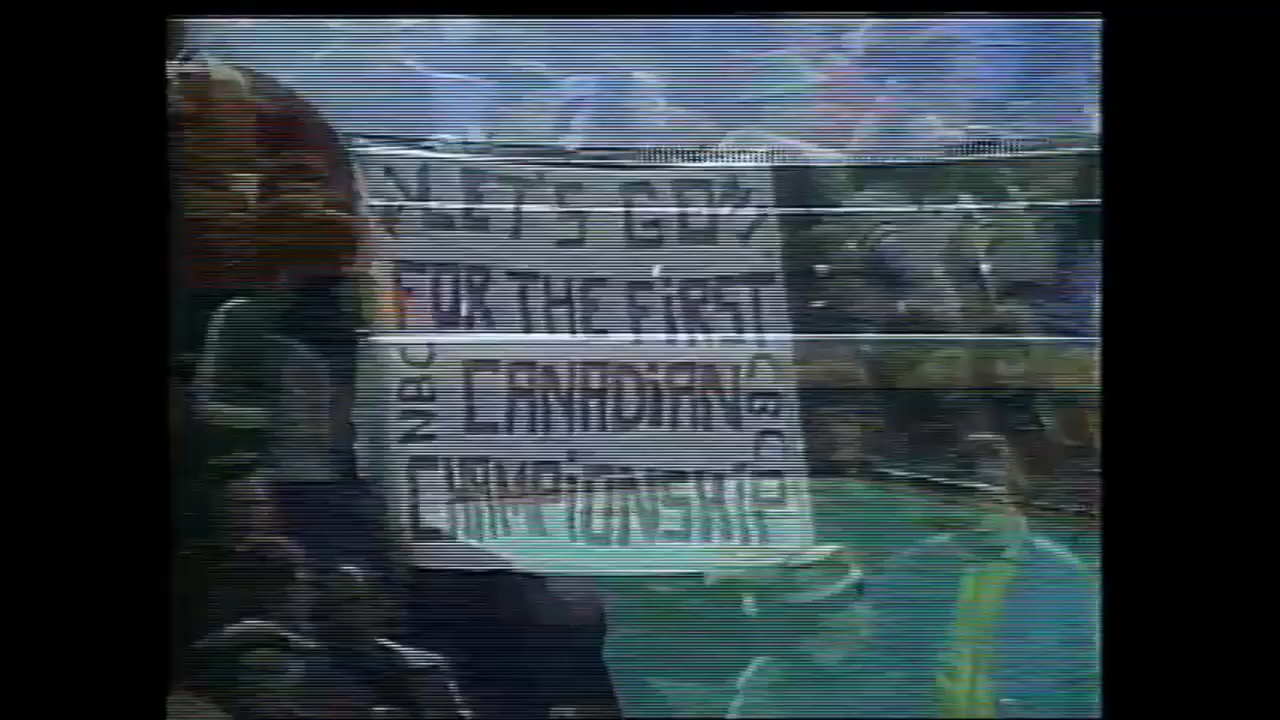 LET'S GO
FOR THE FiRST
NBC
CANADiAN
CBC
CHAMPiONSHiP